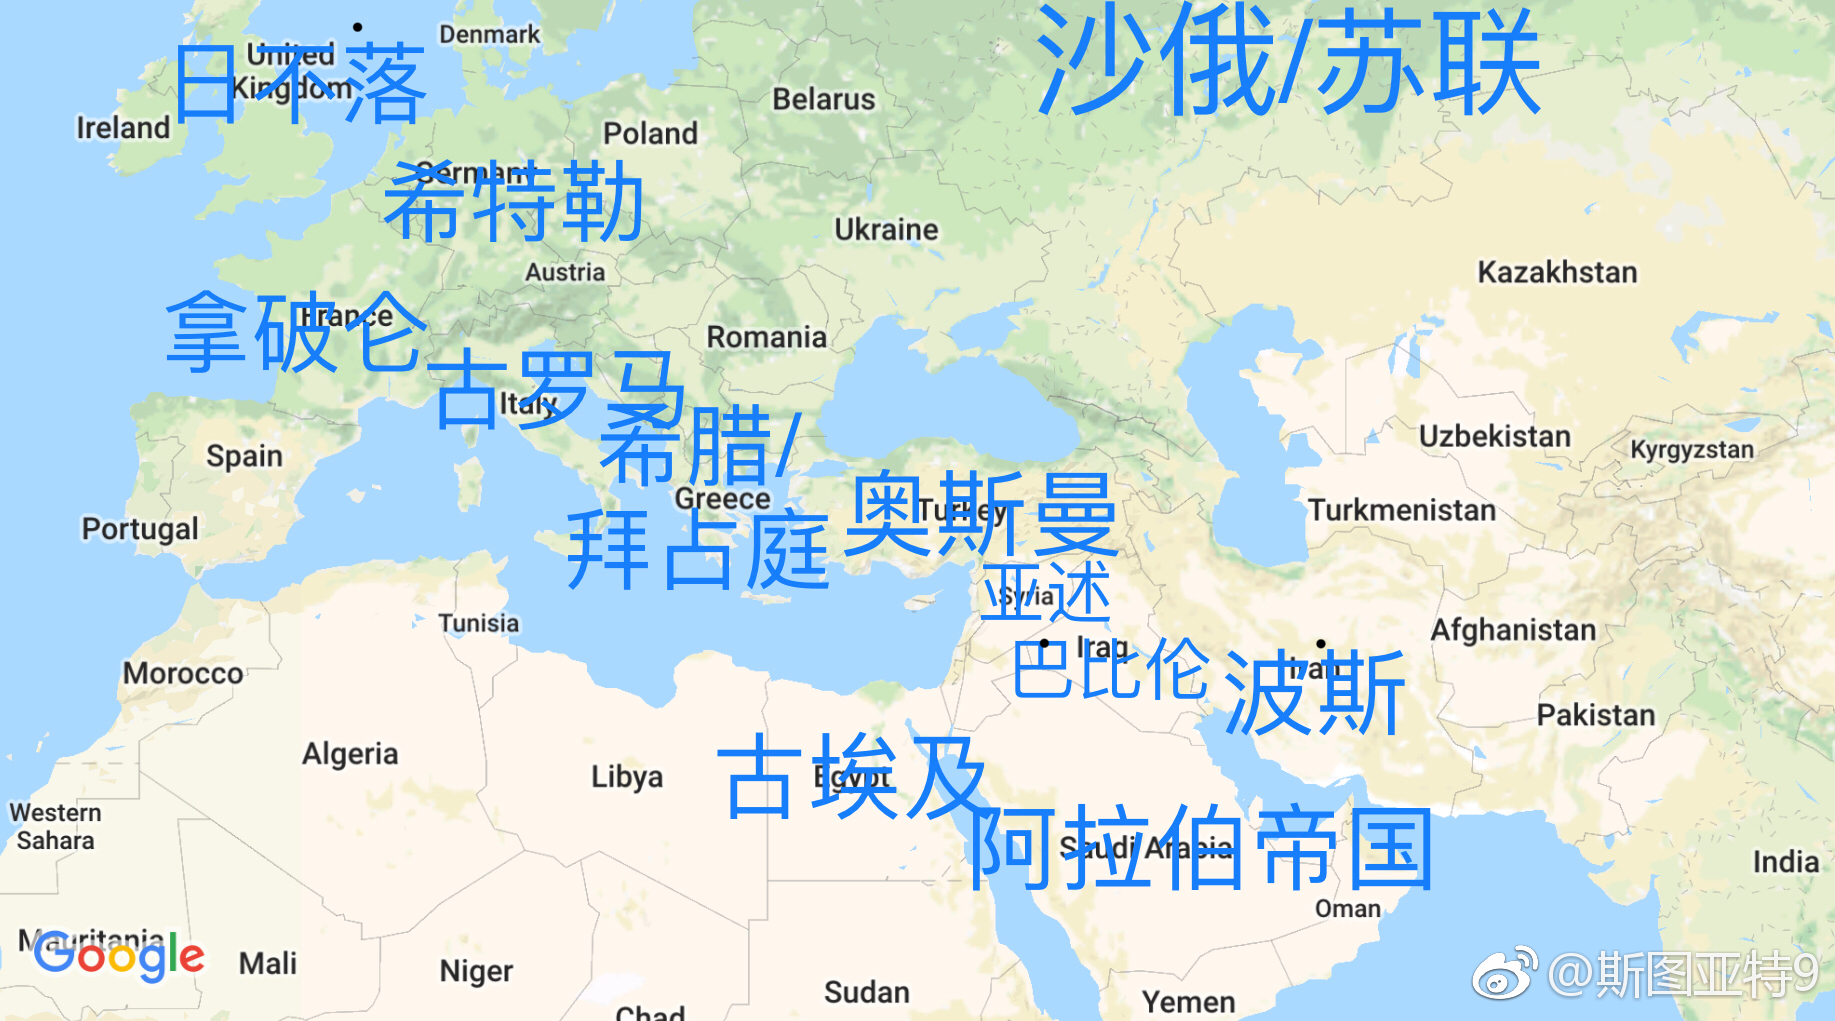 沙俄/苏联
Denmark
United
Kingdom
日不落
Belarus
Ireland
Poland
Germany
希特勒
Ukraine
Austria
Kazakhstan
France
拿破仑
Romania
古罗马
Italy
希腊/
Uzbekistan
Kyrgyzstan
Spain
Greece
拜占庭
奥斯曼
Turkey
Turkmenistan
Portugal
亚述
Syria
Tunisia
Afghanistan
Iraq
巴比伦
Iran
波斯
Morocco
Pakistan
Algeria
Libya
古埃及
Egypt
Western
Sahara
阿拉伯帝国
Saudi Arabia
India
Oman
Mauritania
Google
Mali
Niger
Sudan
Yemen
Chad
@斯图亚特9